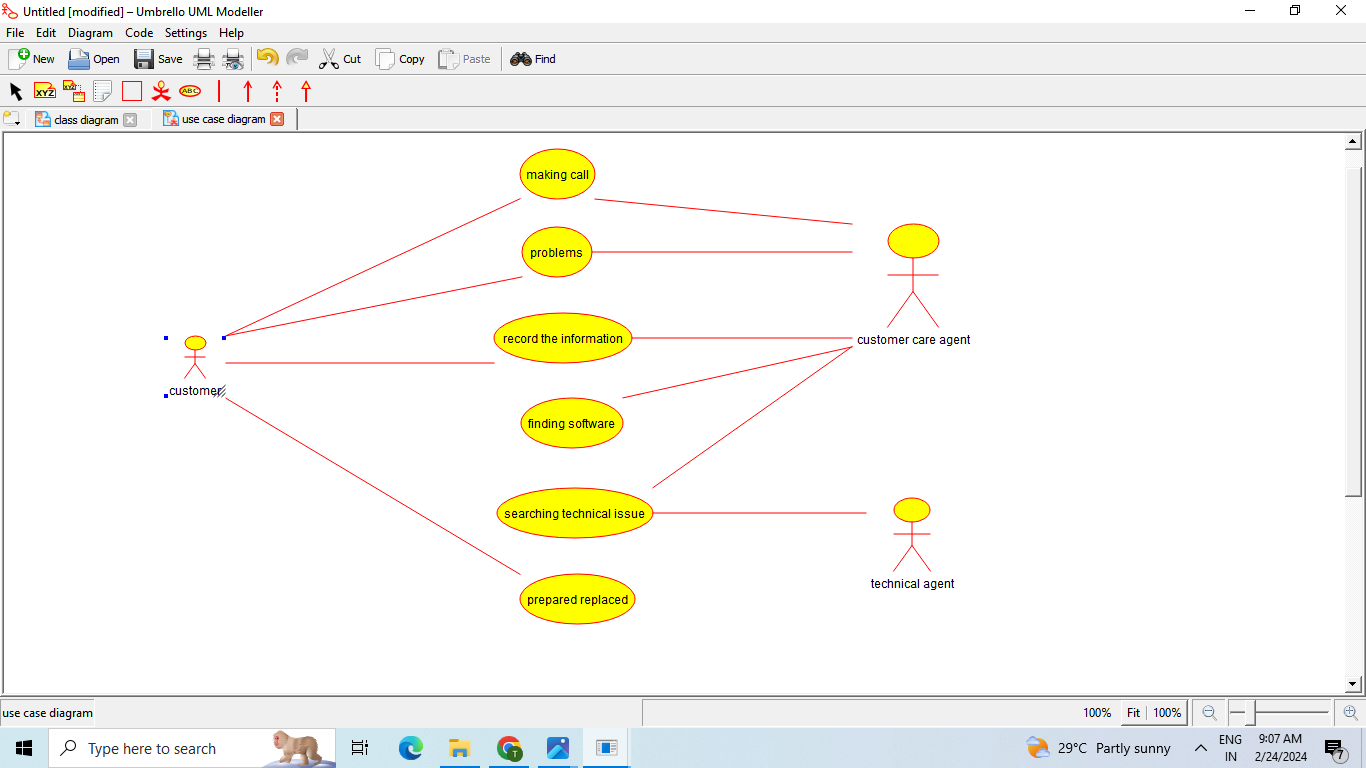 Untitled [modified] – Umbrello UML Modeller
File Edit Diagram Code Settings Help
New Open Save Cut Copy Paste Find
XYZ XYZ ABC
class diagram use case diagram
making call
problems
record the information
customer care agent
customer
finding software
searching technical issue
technical agent
prepared replaced
use case diagram 100% Fit 100%
Type here to search
T
29°C Partly sunny
ENG
IN
9:07 AM
2/24/2024
7